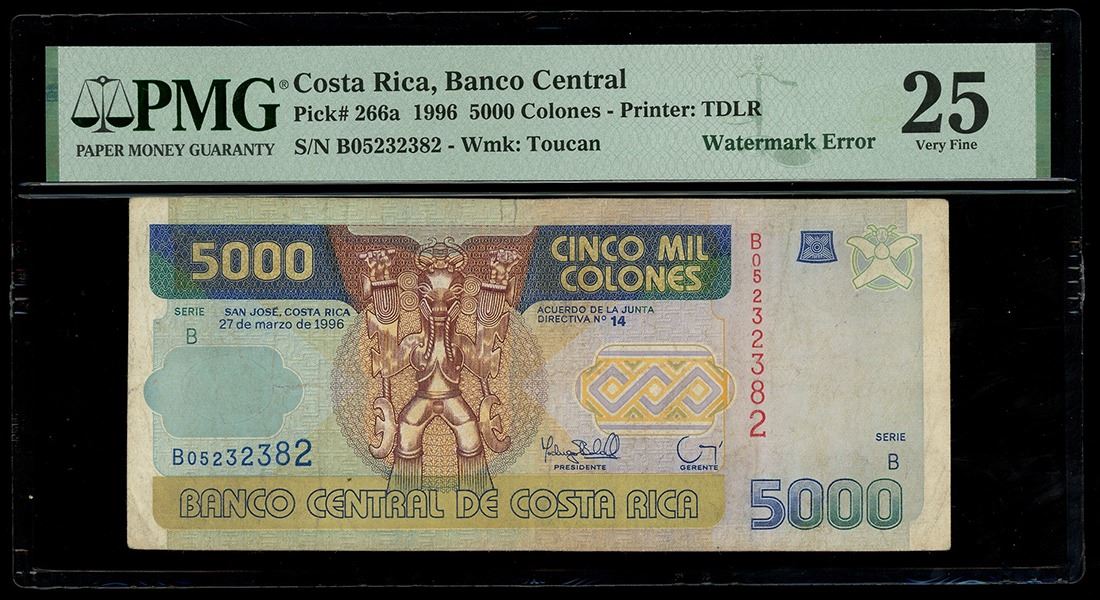 PMG®
PAPER MONEY GUARANTY
Costa Rica, Banco Central
Pick# 266a 1996 5000 Colones - Printer: TDLR
S/N B05232382 - Wmk: Toucan
Watermark Error
25
Very Fine
5000
CINCO MIL
COLONES
SERIE
B
SAN JOSÉ, COSTA RICA
27 de marzo de 1996
ACUERDO DE LA JUNTA
DIRECTIVA Nº 14
B05232382
B05232382
PRESIDENTE
GERENTE
SERIE
B
BANCO CENTRAL DE COSTA RICA
5000